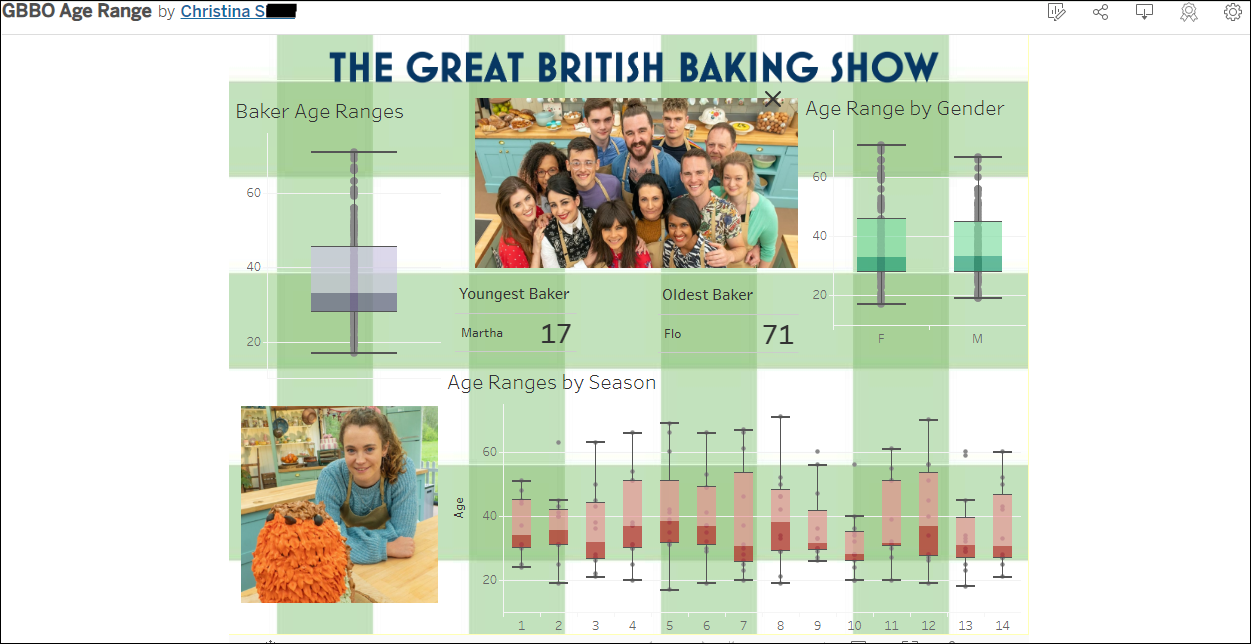 GBBO Age Range by Christina S
THE GREAT BRITISH BAKING SHOW
Baker Age Ranges
60
40
20
Age Range by Gender
60
40
20
F M
Youngest Baker
Martha 17
Oldest Baker
Flo 71
Age Ranges by Season
Age
60
40
20
1 2 3 4 5 6 7 8 9 10 11 12 13 14